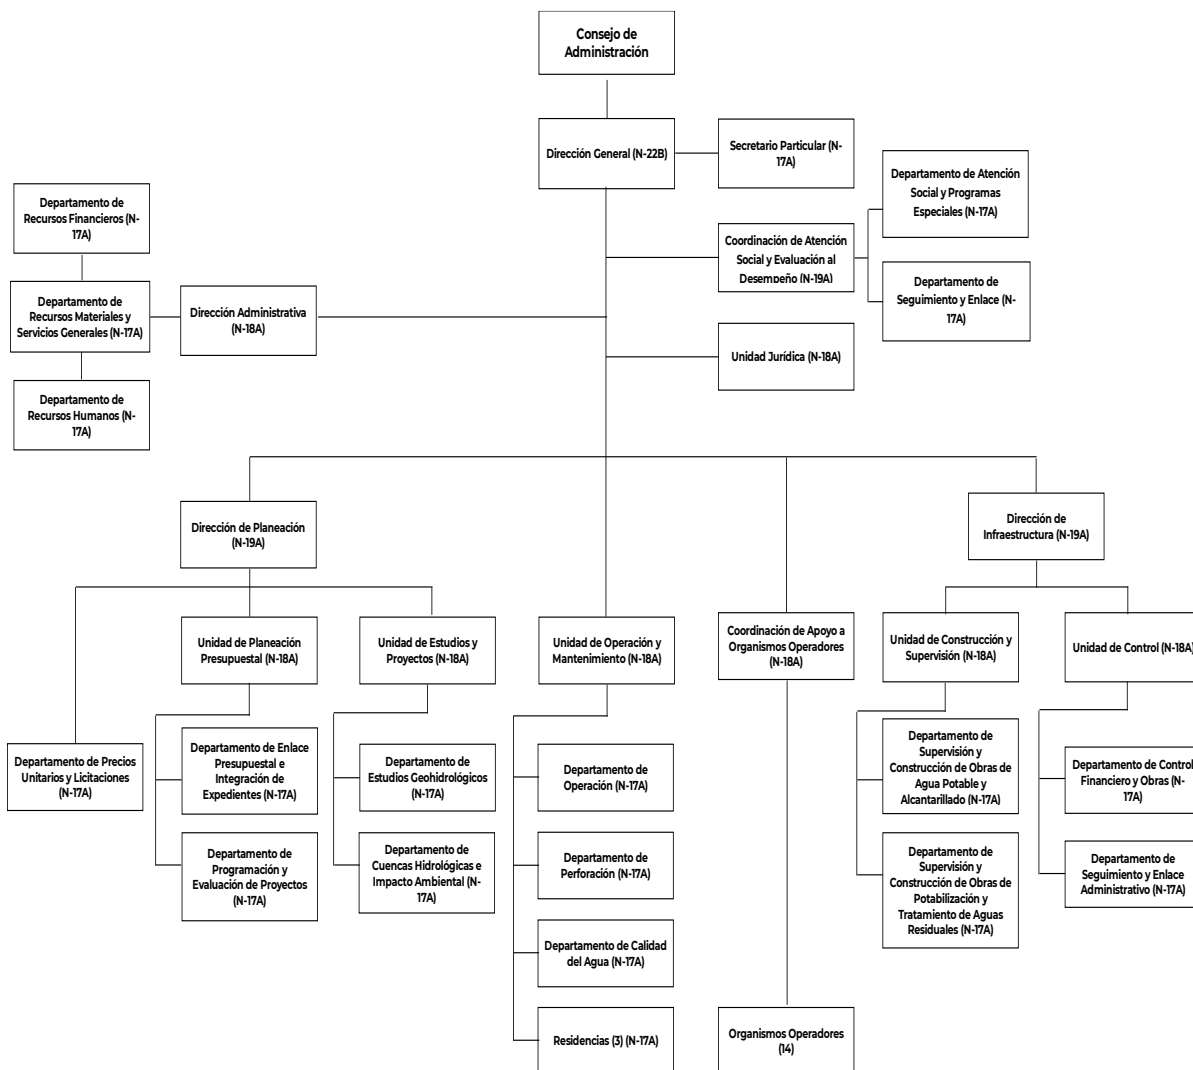 Consejo de
Administración
Dirección General (N-22B)
Secretario Particular (N-
17A)
Departamento de Atención
Social y Programas
Especiales (N-17A)
Departamento de
Recursos Financieros (N-
17A)
Coordinación de Atención
Social y Evaluación al
Desempeño (N-19A)
Departamento de
Seguimiento y Enlace (N-
17A)
Departamento de
Recursos Materiales y
Servicios Generales (N-17A)
Dirección Administrativa
(N-18A)
Unidad Jurídica (N-18A)
Departamento de
Recursos Humanos (N-
17A)
Dirección de Planeación
(N-19A)
Dirección de
Infraestructura (N-19A)
Unidad de Planeación
Presupuestal (N-18A)
Unidad de Estudios y
Proyectos (N-18A)
Unidad de Operación y
Mantenimiento (N-18A)
Coordinación de Apoyo a
Organismos Operadores
(N-18A)
Unidad de Construcción y
Supervisión (N-18A)
Unidad de Control (N-18A)
Departamento de Precios
Unitarios y Licitaciones
(N-17A)
Departamento de Enlace
Presupuestal e
Integración de
Expedientes (N-17A)
Departamento de
Estudios Geohidrológicos
(N-17A)
Departamento de
Operación (N-17A)
Departamento de
Supervisión y
Construcción de Obras de
Agua Potable y
Alcantarillado (N-17A)
Departamento de Control
Financiero y Obras (N-
17A)
Departamento de
Programación y
Evaluación de Proyectos
(N-17A)
Departamento de
Cuencas Hidrológicas e
Impacto Ambiental (N-
17A)
Departamento de
Perforación (N-17A)
Departamento de
Supervisión y
Construcción de Obras de
Potabilización y
Tratamiento de Aguas
Residuales (N-17A)
Departamento de
Seguimiento y Enlace
Administrativo (N-17A)
Departamento de Calidad
del Agua (N-17A)
Residencias (3) (N-17A)
Organismos Operadores
(14)